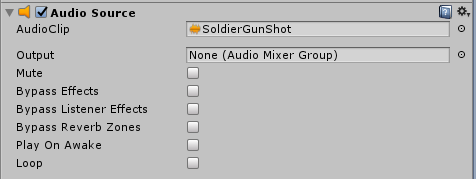 Audio Source
AudioClip SoldierGunShot
Output None (Audio Mixer Group)
Mute
Bypass Effects
Bypass Listener Effects
Bypass Reverb Zones
Play On Awake
Loop